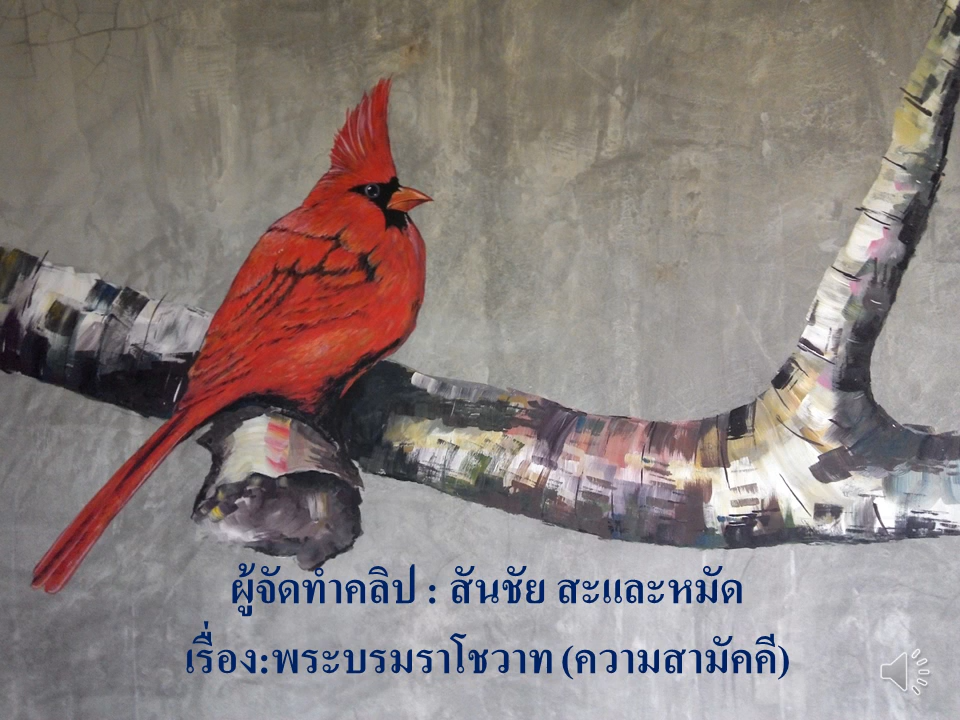 ผู้จัดทำคลิป : สันชัย สะและหมัด
เรื่อง:พระบรมราโชวาท (ความสามัคคี)